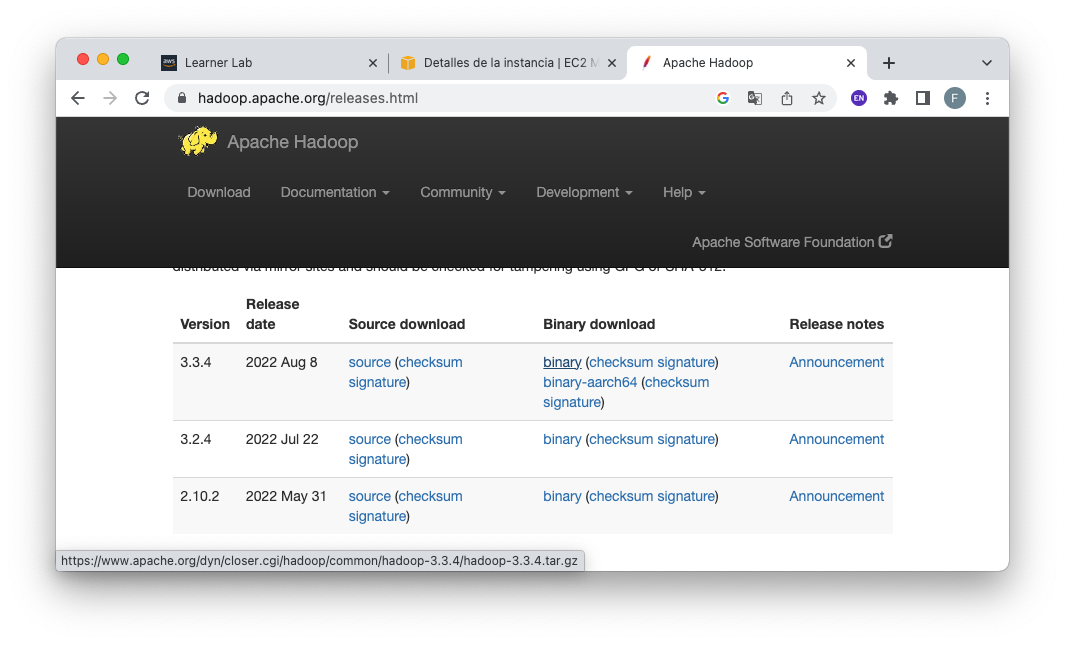 aws Learner Lab
Detalles de la instancia | EC2 M
Apache Hadoop
hadoop.apache.org/releases.html
EN
F
Apache Hadoop
Download Documentation Community Development Help
Apache Software Foundation
distributed via mirror sites and should be checked for tampering using GPG or SHA-512.
Release
Version date Source download Binary download Release notes
3.3.4 2022 Aug 8 source (checksum binary (checksum signature) Announcement
signature) binary-aarch64 (checksum
signature)
3.2.4 2022 Jul 22 source (checksum binary (checksum signature) Announcement
signature)
2.10.2 2022 May 31 source (checksum binary (checksum signature) Announcement
signature)
https://www.apache.org/dyn/closer.cgi/hadoop/common/hadoop-3.3.4/hadoop-3.3.4.tar.gz